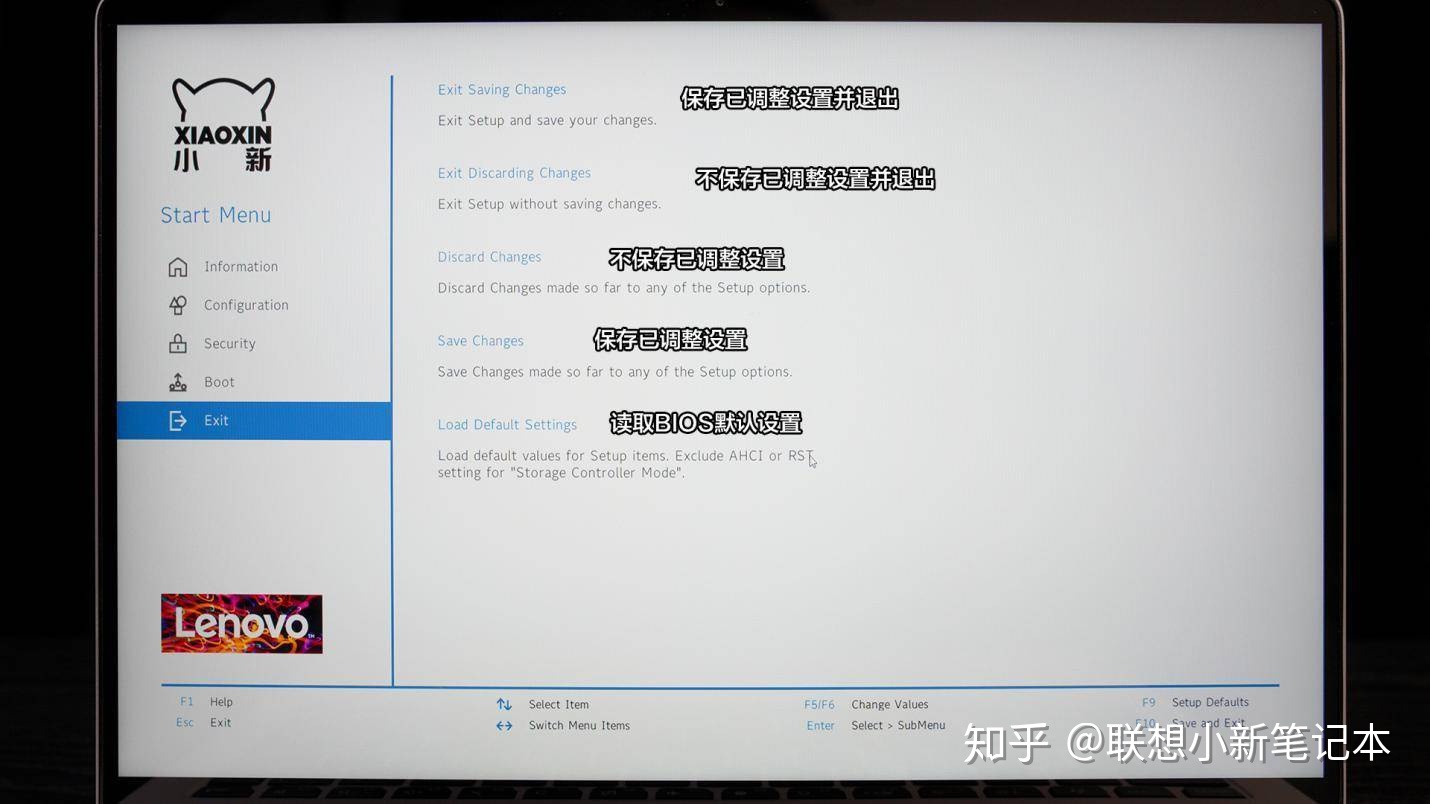 XIAOXIN
小新
Start Menu
Information
Configuration
Security
Boot
Exit
Lenovo
Exit Saving Changes
保存已调整设置并退出
Exit Setup and save your changes.
Exit Discarding Changes
不保存已调整设置并退出
Exit Setup without saving changes.
Discard Changes
不保存已调整设置
Discard Changes made so far to any of the Setup options.
Save Changes
保存已调整设置
Save Changes made so far to any of the Setup options.
Load Default Settings
读取BIOS默认设置
Load default values for Setup items. Exclude AHCI or RST
setting for "Storage Controller Mode".
F1 Help
Esc Exit
Select Item
Switch Menu Items
F5/F6 Change Values
Enter Select > SubMenu
F9 Setup Defaults
F10 Save and Exit
知乎 @联想小新笔记本